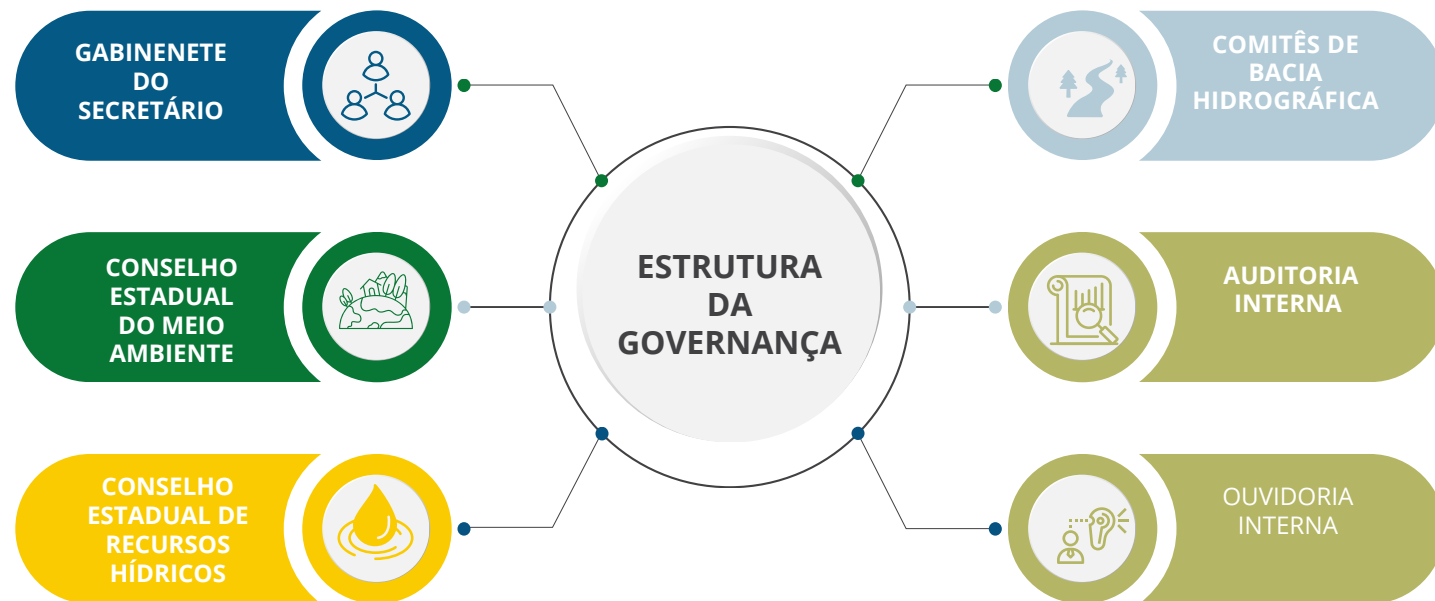 GABINENETE
DO
SECRETÁRIO
CONSELHO
ESTADUAL
DO MEIO
AMBIENTE
CONSELHO
ESTADUAL DE
RECURSOS
HÍDRICOS
ESTRUTURA
DA
GOVERNANÇA
COMITÊS DE
BACIA
HIDROGRÁFICA
AUDITORIA
INTERNA
OUVIDORIA
INTERNA